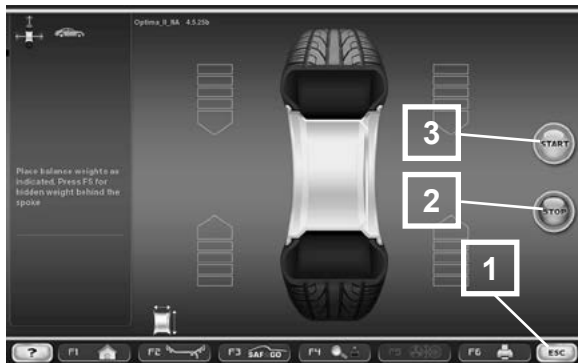 Optima_II_NA 4.5.25b
3
START
Place balance weights as
indicated, Press F5 for
hidden weight behind the
spoke
2
STOP
1
? F1 F2 F3 SAF GO F4 F5 F6 ESC